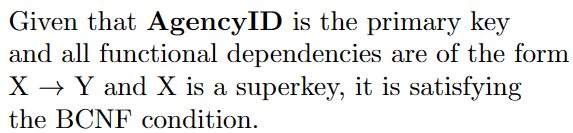 Given that AgencyID is the primary key
and all functional dependencies are of the form
X → Y and X is a superkey, it is satisfying
the BCNF condition.